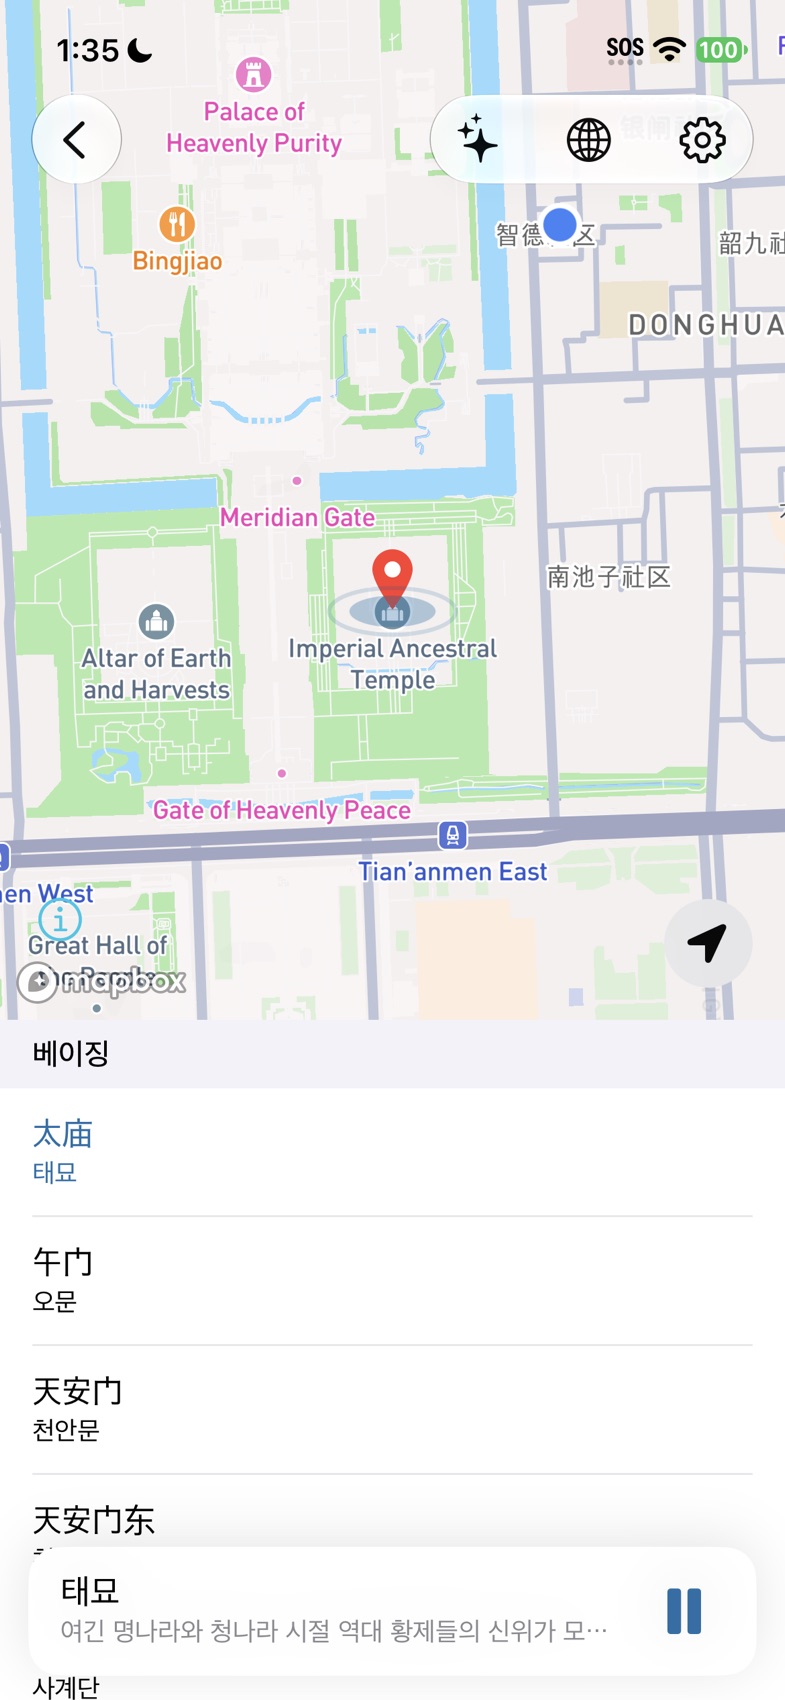 1:35
SOS
100
Palace of
Heavenly Purity
Bingjiao
韶九社
DONGHUA
Meridian Gate
南池子社区
Imperial Ancestral
Temple
Altar of Earth
and Harvests
Gate of Heavenly Peace
Tian'anmen East
en West
Great Hall of
mapbox
베이징
太庙
태묘
午门
오문
天安门
천안문
天安门东
태묘
여긴 명나라와 청나라 시절 역대 황제들의 신위가 모…
사계단